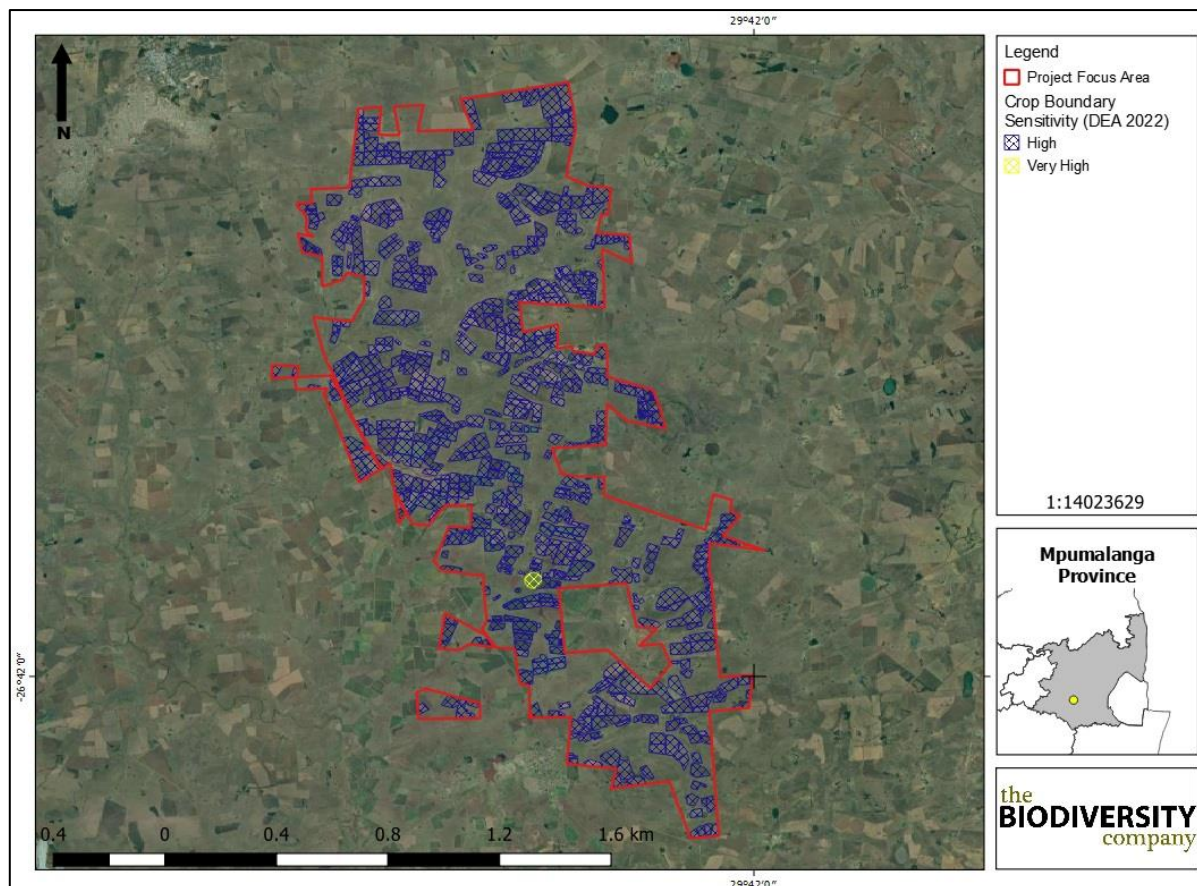 29°42'0"
N
-26°42'0"
0.4 0 0.4 0.8 1.2 1.6 km
29°42'0"
Legend
Project Focus Area
Crop Boundary
Sensitivity (DEA 2022)
High
Very High
1:14023629
Mpumalanga
Province
the
BIODIVERSITY
company